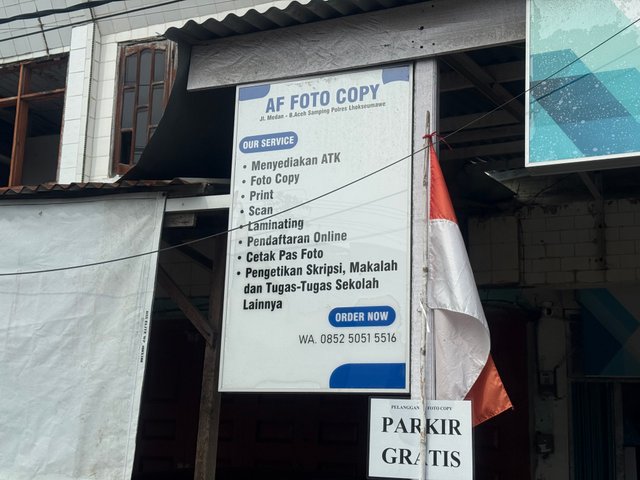 AF FOTO COPY
Jl. Medan - B.Aceh Samping Polres Lhokseumawe
OUR SERVICE
• Menyediakan ATK
• Foto Copy
• Print
• Scan
• Laminating
• Pendaftaran Online
• Cetak Pas Foto
• Pengetikan Skripsi, Makalah
dan Tugas-Tugas Sekolah
Lainnya
ORDER NOW
WA. 0852 5051 5516
PELANGGAN FOTO COPY
PARKIR
GRATIS